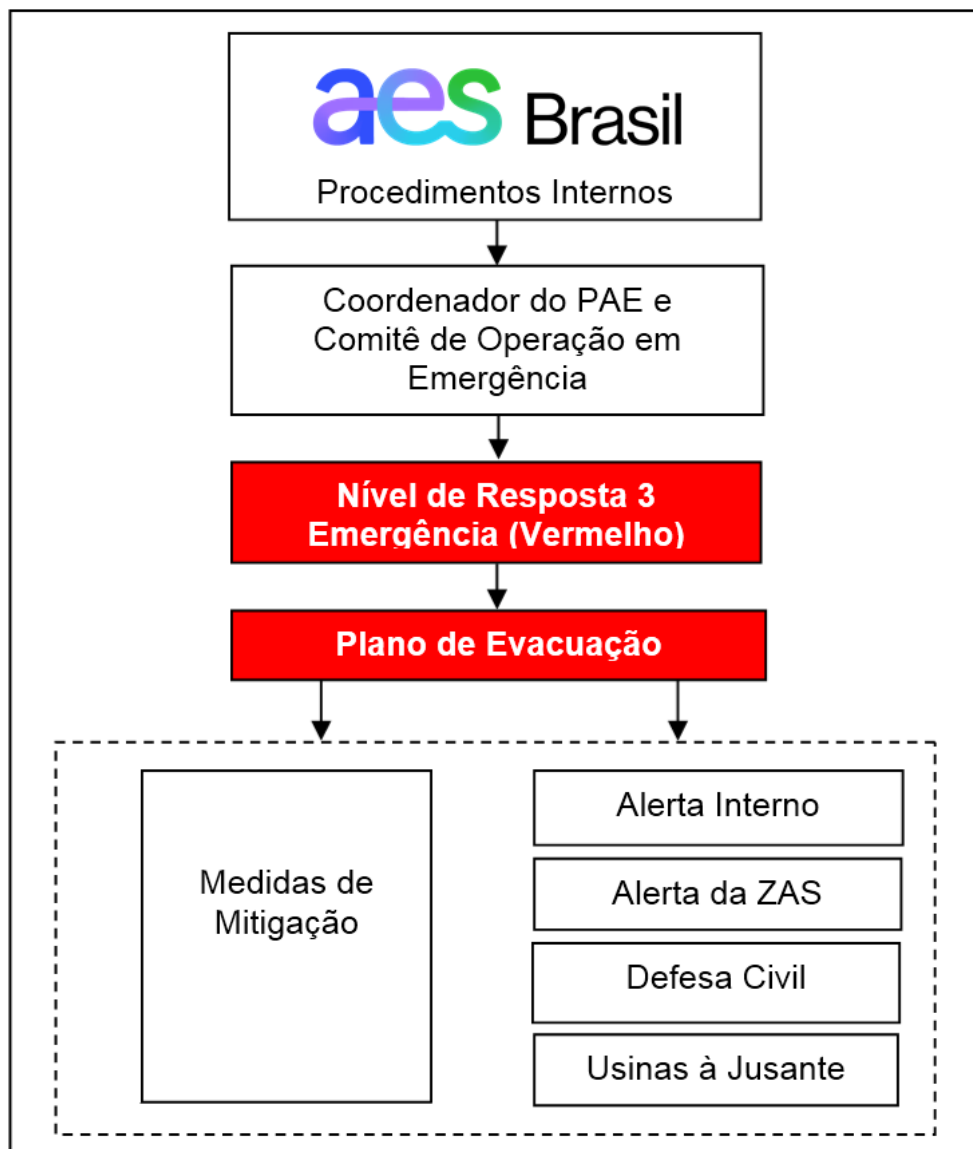 aes Brasil
Procedimentos Internos
Coordenador do PAE e
Comitê de Operação em
Emergência
Nível de Resposta 3
Emergência (Vermelho)
Plano de Evacuação
Medidas de
Mitigação
Alerta Interno
Alerta da ZAS
Defesa Civil
Usinas à Jusante